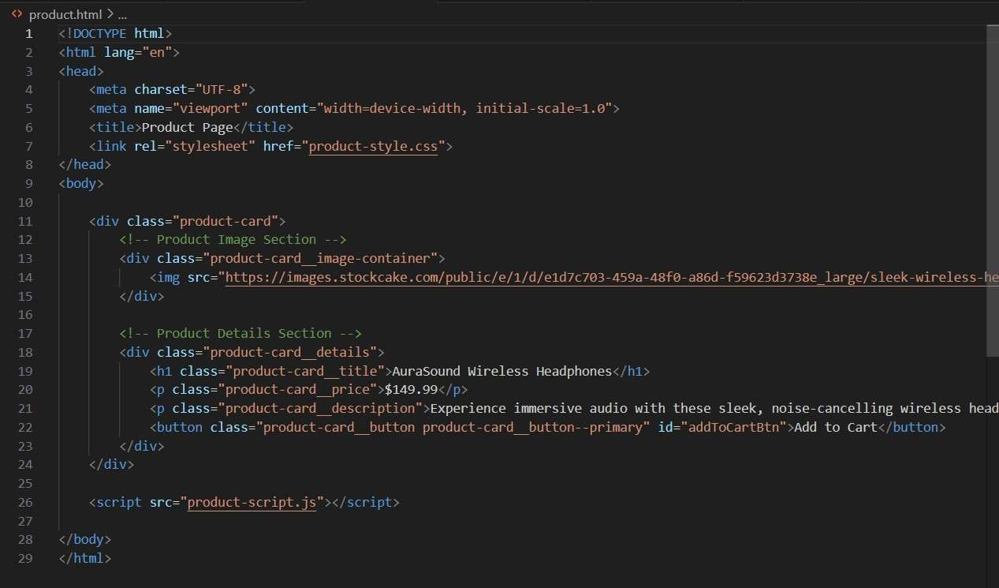 product.html > ...
1 <!DOCTYPE html>
2 <html lang="en">
3 <head>
4     <meta charset="UTF-8">
5     <meta name="viewport" content="width=device-width, initial-scale=1.0">
6     <title>Product Page</title>
7     <link rel="stylesheet" href="product-style.css">
8 </head>
9 <body>
10
11     <div class="product-card">
12         <!-- Product Image Section -->
13         <div class="product-card__image-container">
14             <img src="https://images.stockcake.com/public/e/1/d/e1d7c703-459a-48f0-a86d-f59623d3738e_large/sleek-wireless-he
15         </div>
16
17         <!-- Product Details Section -->
18         <div class="product-card__details">
19             <h1 class="product-card__title">AuraSound Wireless Headphones</h1>
20             <p class="product-card__price">$149.99</p>
21             <p class="product-card__description">Experience immersive audio with these sleek, noise-cancelling wireless head
22             <button class="product-card__button product-card__button--primary" id="addToCartBtn">Add to Cart</button>
23         </div>
24     </div>
25
26     <script src="product-script.js"></script>
27
28 </body>
29 </html>